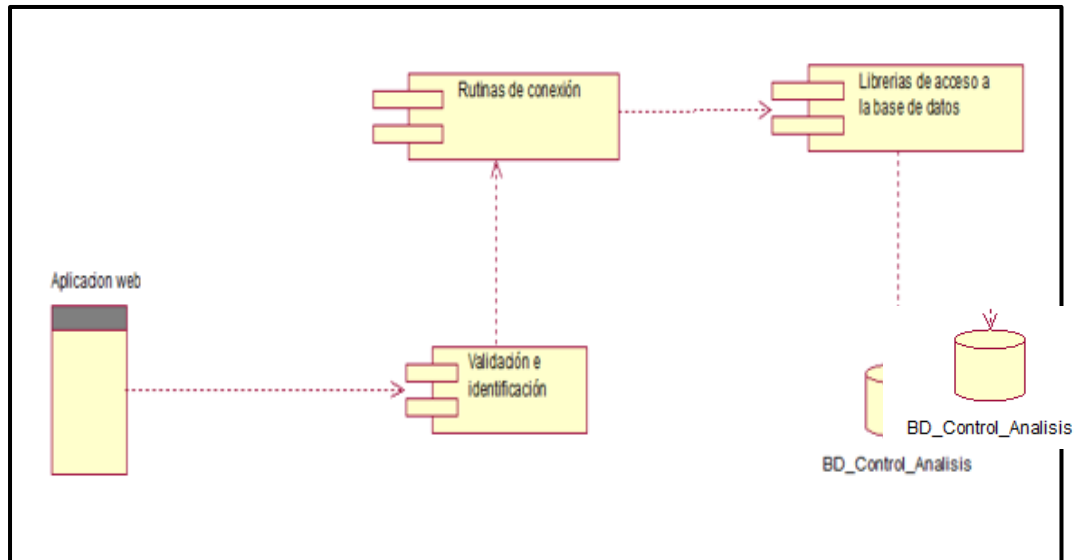 Rutinas de conexión
Librerias de acceso a
la base de datos
Aplicacion web
Validación e
identificación
BD_Control_Analisis
BD_Control_Analisis